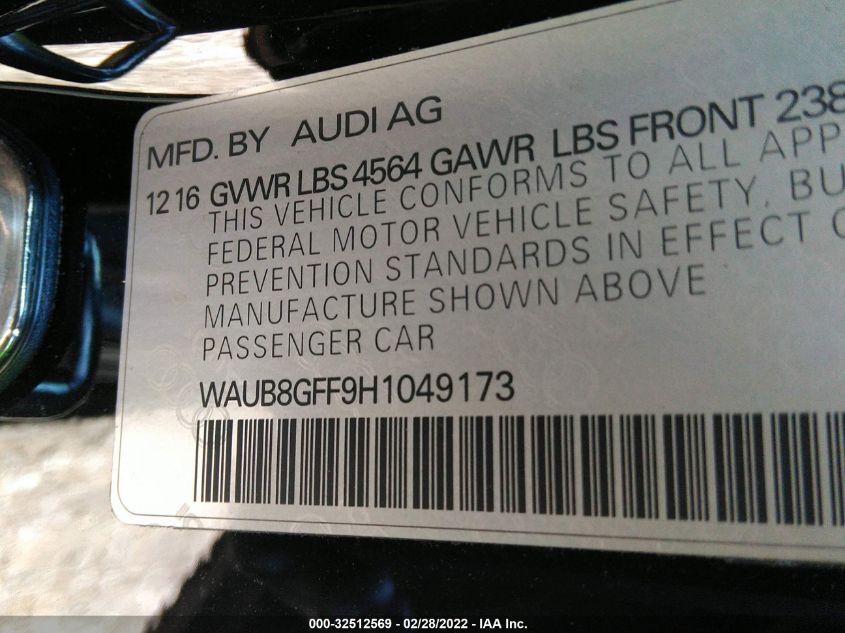 MFD. BY AUDI AG
12 16 GVWR LBS 4564 GAWR LBS FRONT 238
THIS VEHICLE CONFORMS TO ALL APP
FEDERAL MOTOR VEHICLE SAFETY, BU
PREVENTION STANDARDS IN EFFECT O
MANUFACTURE SHOWN ABOVE
PASSENGER CAR
WAUB8GFF9H1049173
000-32512569 - 02/28/2022 - IAA Inc.